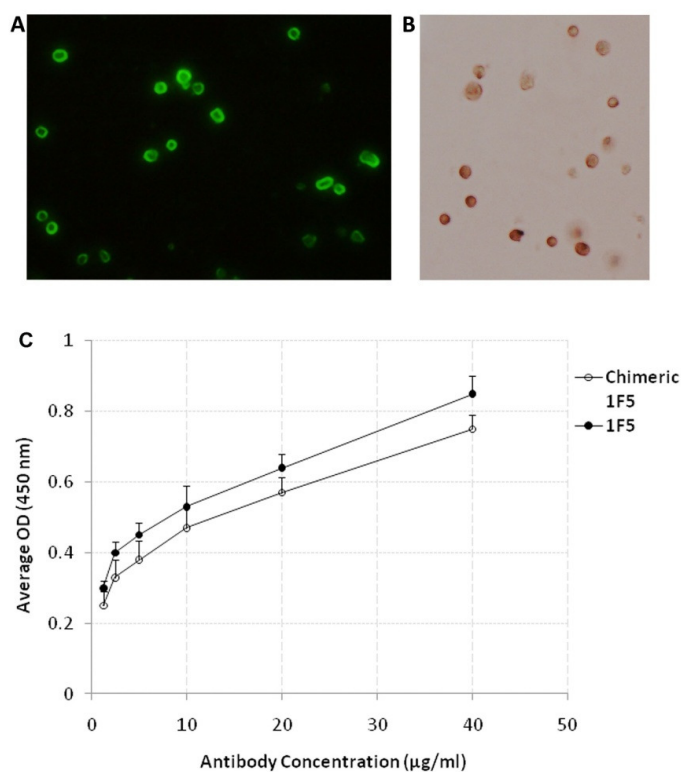 A
B
C
1
0.8
0.6
0.4
0.2
0
0 10 20 30 40 50
Average OD (450 nm)
Antibody Concentration (μg/ml)
Chimeric
1F5
1F5